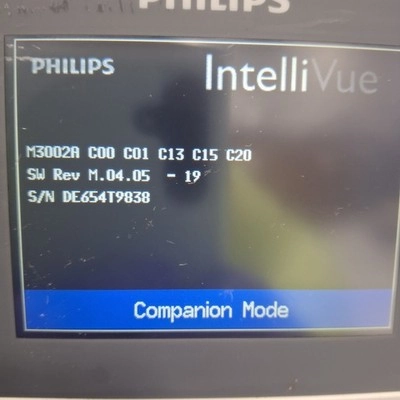 PHILIPS
PHILIPS IntelliVue
M3002A C00 C01 C13 C15 C20
SW Rev M.04.05 - 19
S/N DE654T9838
Companion Mode